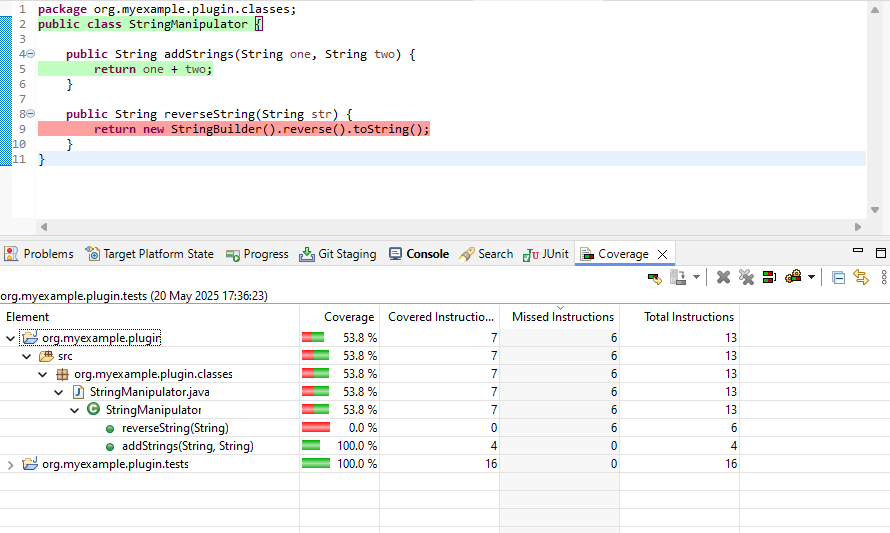 1 package org.myexample.plugin.classes;
2 public class StringManipulator {
3
4 public String addStrings(String one, String two) {
5 return one + two;
6 }
7
8 public String reverseString(String str) {
9 return new StringBuilder().reverse().toString();
10 }
11 }
Problems Target Platform State Progress Git Staging Console Search JUnit Coverage
org.myexample.plugin.tests (20 May 2025 17:36:23)
Element Coverage Covered Instructio... Missed Instructions Total Instructions
org.myexample.plugin 53.8 % 7 6 13
src 53.8 % 7 6 13
org.myexample.plugin.classes 53.8 % 7 6 13
StringManipulator.java 53.8 % 7 6 13
StringManipulator 53.8 % 7 6 13
reverseString(String) 0.0 % 0 6 6
addStrings(String, String) 100.0 % 4 0 4
org.myexample.plugin.tests 100.0 % 16 0 16